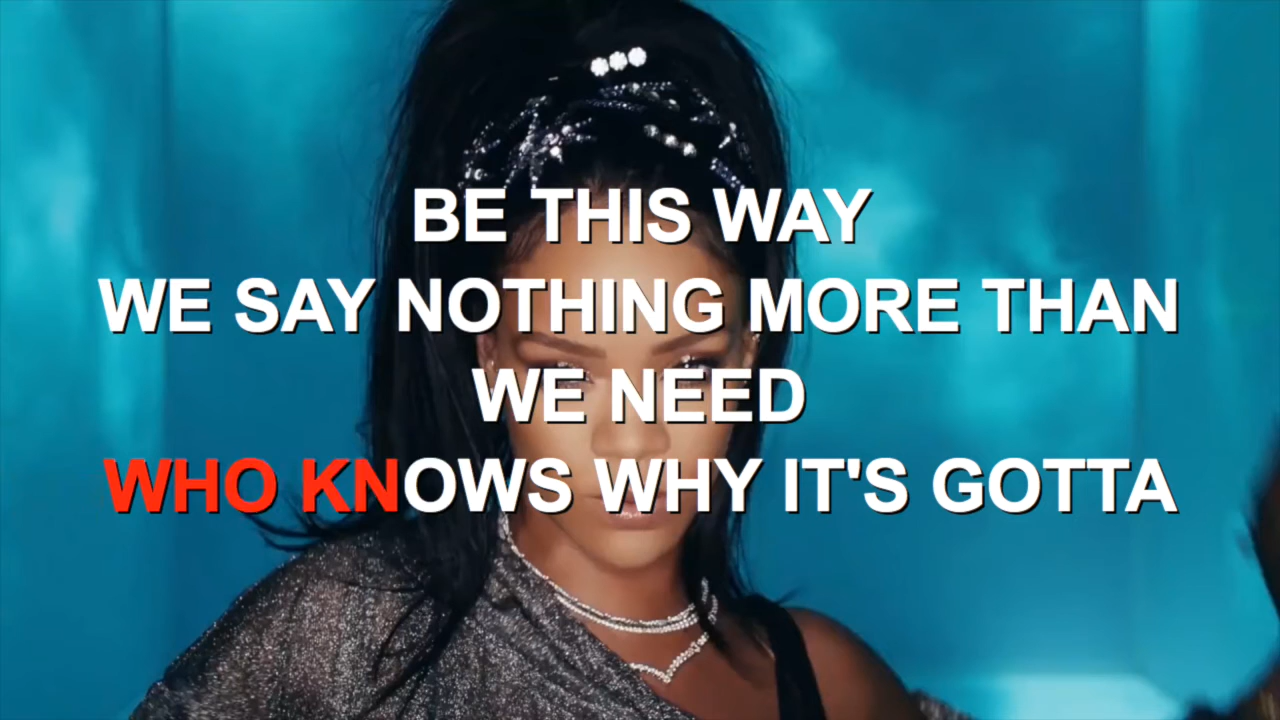 BE THIS WAY
WE SAY NOTHING MORE THAN
WE NEED
WHO KNOWS WHY IT'S GOTTA